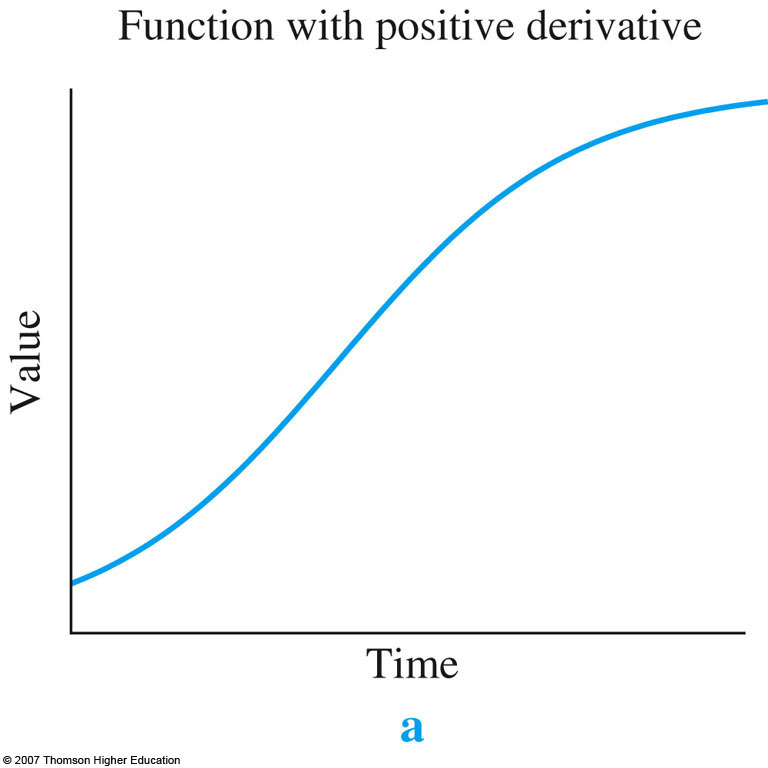 Function with positive derivative
Value
Time
a
© 2007 Thomson Higher Education